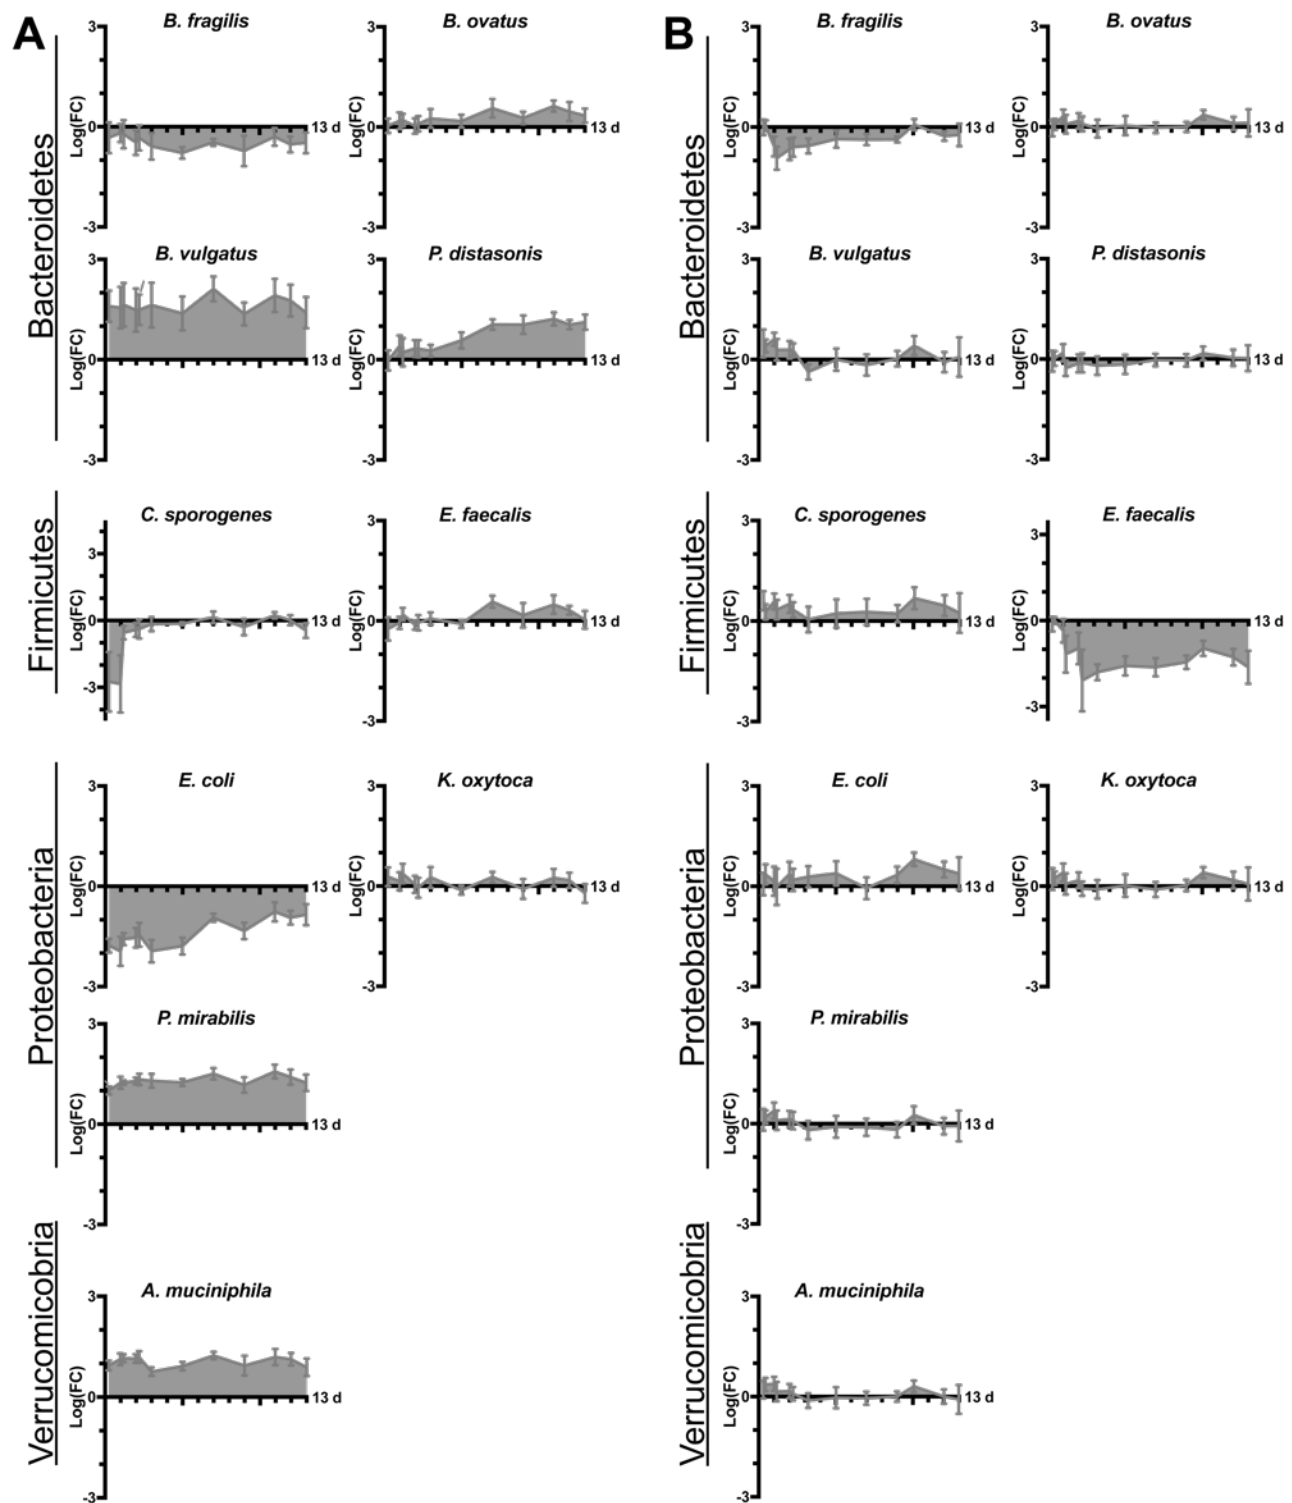 A
Bacteroidetes
B. fragilis
3
0
-3
Log(FC)
13 d
B. ovatus
3
0
-3
Log(FC)
13 d
B. vulgatus
3
0
-3
Log(FC)
13 d
P. distasonis
3
0
-3
Log(FC)
13 d
Firmicutes
C. sporogenes
3
0
-3
Log(FC)
13 d
E. faecalis
3
0
-3
Log(FC)
13 d
Proteobacteria
E. coli
3
0
-3
Log(FC)
13 d
K. oxytoca
3
0
-3
Log(FC)
13 d
P. mirabilis
3
0
-3
Log(FC)
13 d
Verrucomicobria
A. muciniphila
3
0
-3
Log(FC)
13 d
B
Bacteroidetes
B. fragilis
3
0
-3
Log(FC)
13 d
B. ovatus
3
0
-3
Log(FC)
13 d
B. vulgatus
3
0
-3
Log(FC)
13 d
P. distasonis
3
0
-3
Log(FC)
13 d
Firmicutes
C. sporogenes
3
0
-3
Log(FC)
13 d
E. faecalis
3
0
-3
Log(FC)
13 d
Proteobacteria
E. coli
3
0
-3
Log(FC)
13 d
K. oxytoca
3
0
-3
Log(FC)
13 d
P. mirabilis
3
0
-3
Log(FC)
13 d
Verrucomicobria
A. muciniphila
3
0
-3
Log(FC)
13 d